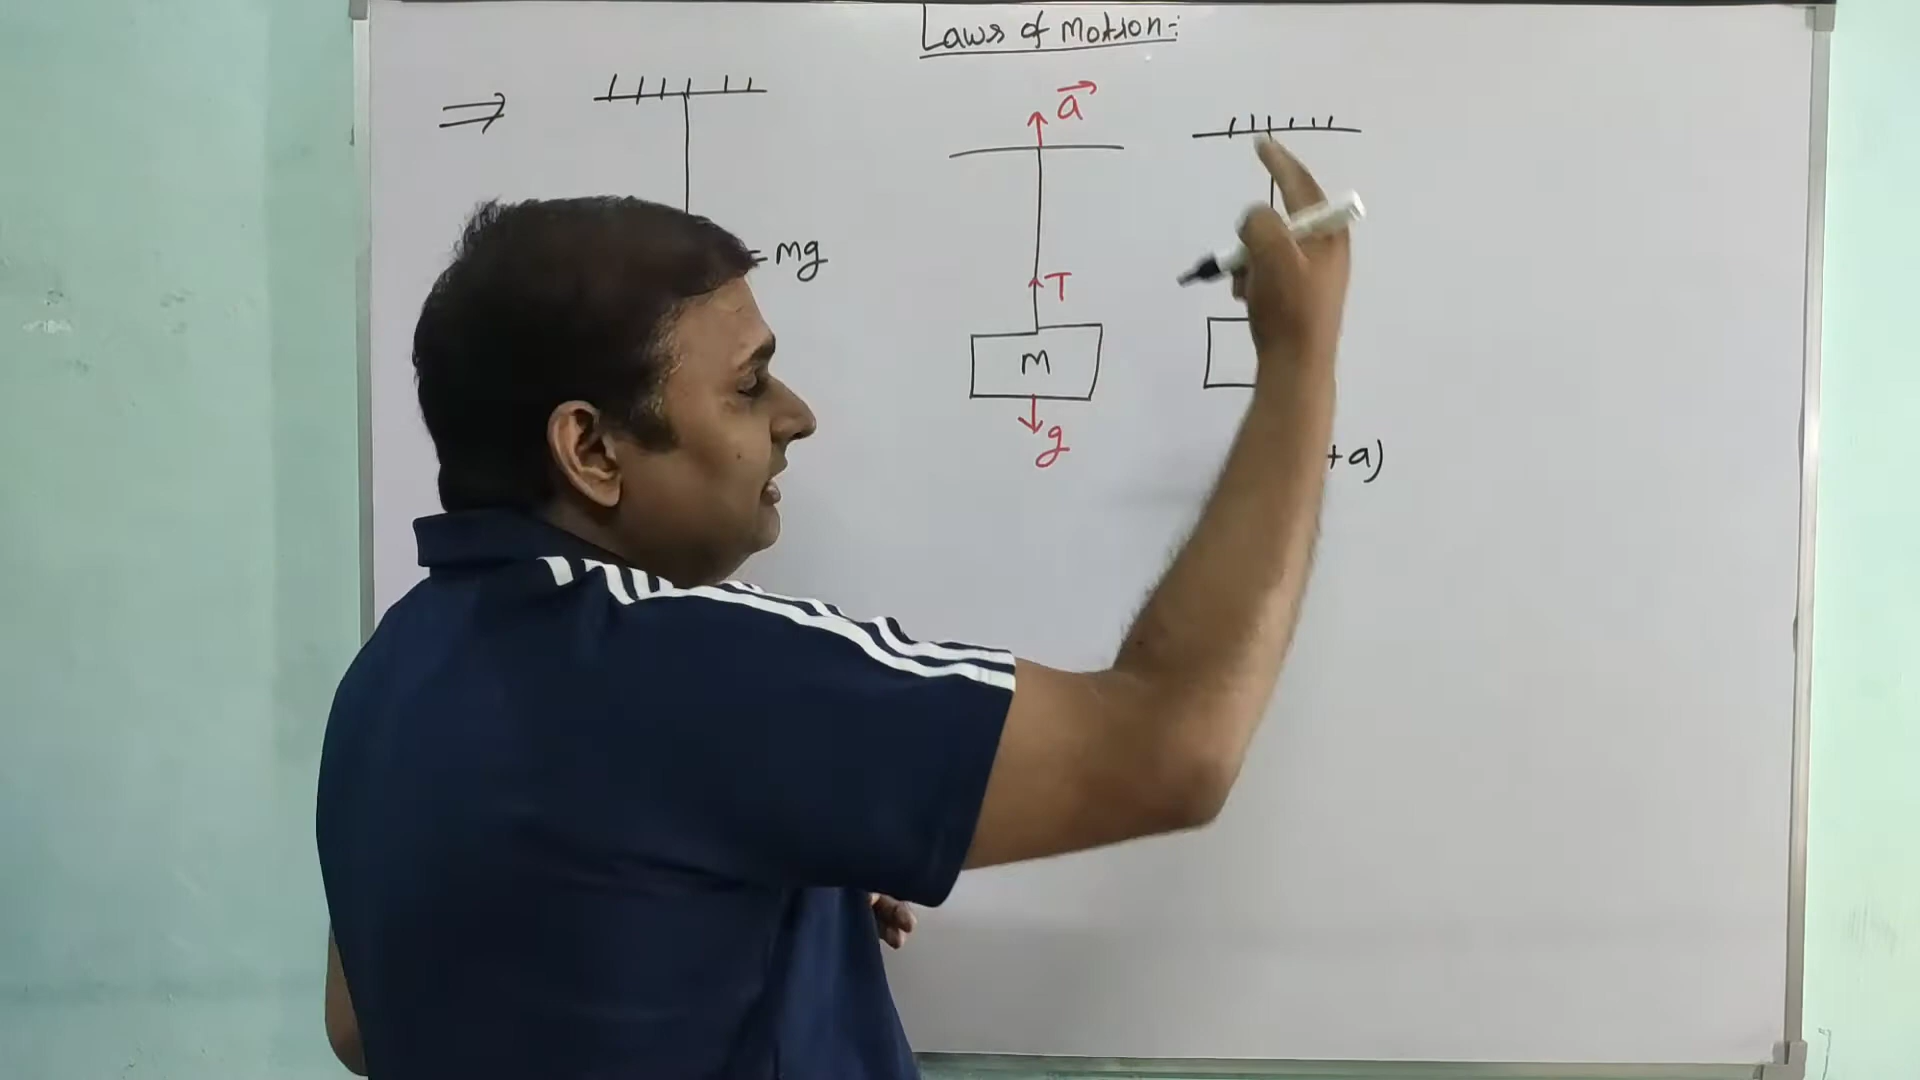 Laws of Motion:-
a
= mg
T
M
g
+ a)